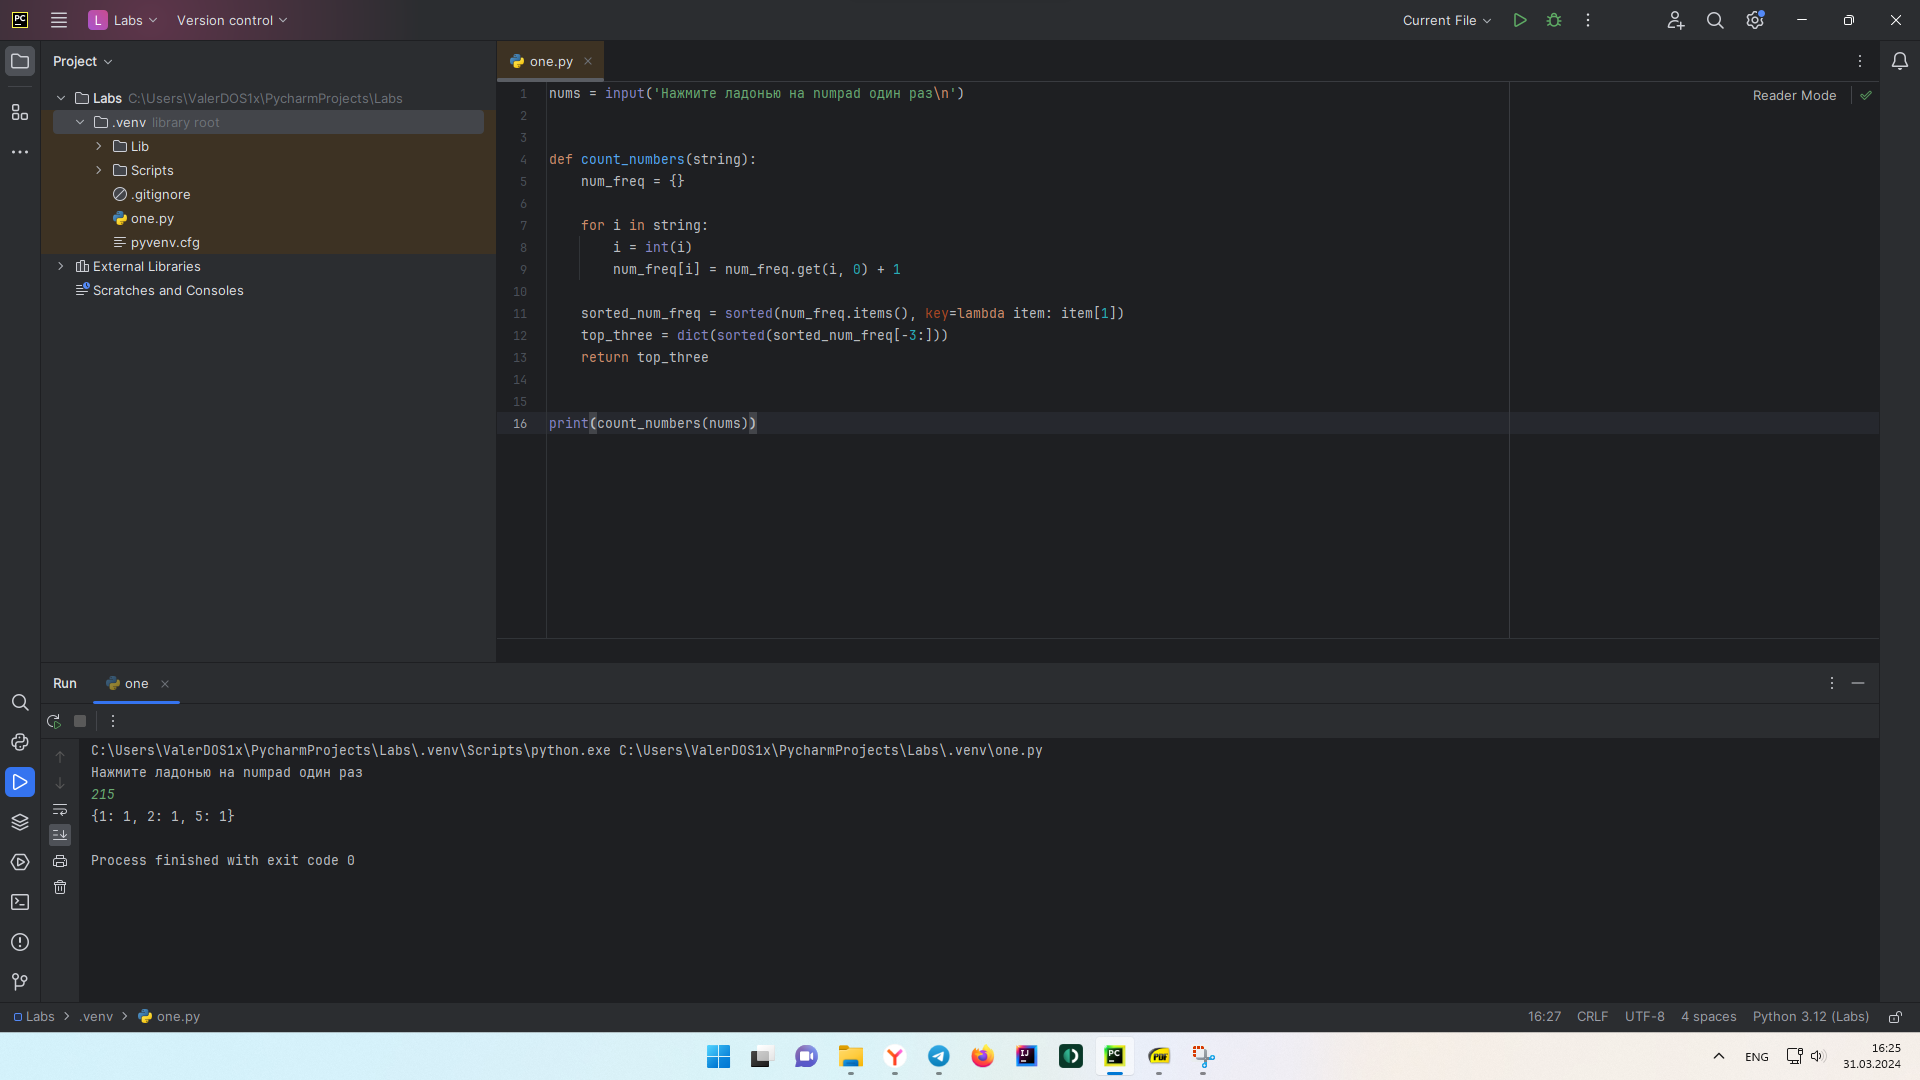 PC
L Labs Version control
Current File
Project
Labs C:\Users\ValerDOS1x\PycharmProjects\Labs
.venv library root
Lib
Scripts
.gitignore
one.py
pyvenv.cfg
External Libraries
Scratches and Consoles
one.py
Reader Mode
1 nums = input('Нажмите ладонью на numpad один раз\n')
2
3
4 def count_numbers(string):
5 num_freq = {}
6
7 for i in string:
8 i = int(i)
9 num_freq[i] = num_freq.get(i, 0) + 1
10
11 sorted_num_freq = sorted(num_freq.items(), key=lambda item: item[1])
12 top_three = dict(sorted(sorted_num_freq[-3:]))
13 return top_three
14
15
16 print(count_numbers(nums))
Run one
C:\Users\ValerDOS1x\PycharmProjects\Labs\.venv\Scripts\python.exe C:\Users\ValerDOS1x\PycharmProjects\Labs\.venv\one.py
Нажмите ладонью на numpad один раз
215
{1: 1, 2: 1, 5: 1}
Process finished with exit code 0
Labs > .venv > one.py
16:27 CRLF UTF-8 4 spaces Python 3.12 (Labs)
IJ
PC
PDF
ENG
16:25
31.03.2024